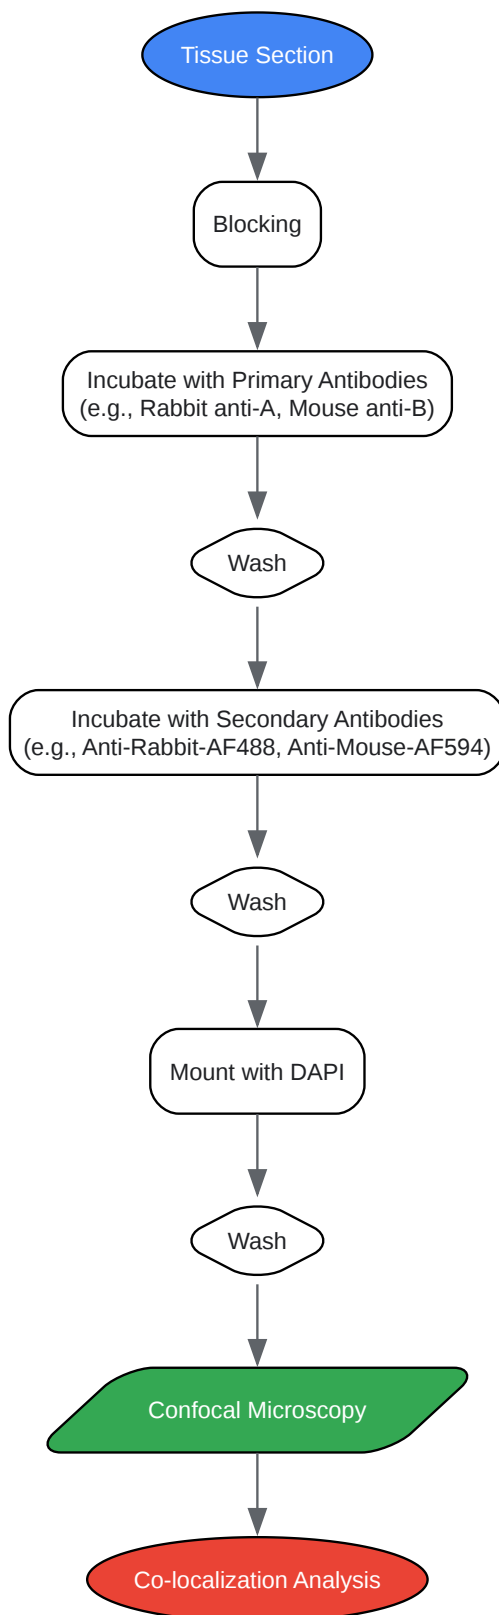 Tissue Section
Blocking
Incubate with Primary Antibodies
(e.g., Rabbit anti-A, Mouse anti-B)
Wash
Incubate with Secondary Antibodies
(e.g., Anti-Rabbit-AF488, Anti-Mouse-AF594)
Wash
Mount with DAPI
Wash
Confocal Microscopy
Co-localization Analysis